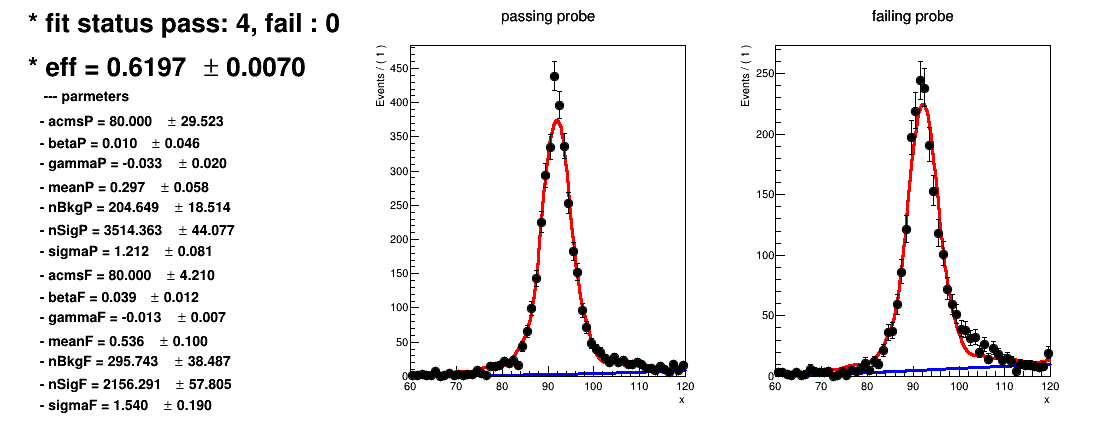 * fit status pass: 4, fail : 0
* eff = 0.6197 ± 0.0070
--- parmeters
- acmsP = 80.000 ± 29.523
- betaP = 0.010 ± 0.046
- gammaP = -0.033 ± 0.020
- meanP = 0.297 ± 0.058
- nBkgP = 204.649 ± 18.514
- nSigP = 3514.363 ± 44.077
- sigmaP = 1.212 ± 0.081
- acmsF = 80.000 ± 4.210
- betaF = 0.039 ± 0.012
- gammaF = -0.013 ± 0.007
- meanF = 0.536 ± 0.100
- nBkgF = 295.743 ± 38.487
- nSigF = 2156.291 ± 57.805
- sigmaF = 1.540 ± 0.190
passing probe
Events / ( 1 )
450
400
350
300
250
200
150
100
50
0
60 70 80 90 100 110 120
x
failing probe
Events / ( 1 )
250
200
150
100
50
0
60 70 80 90 100 110 120
x